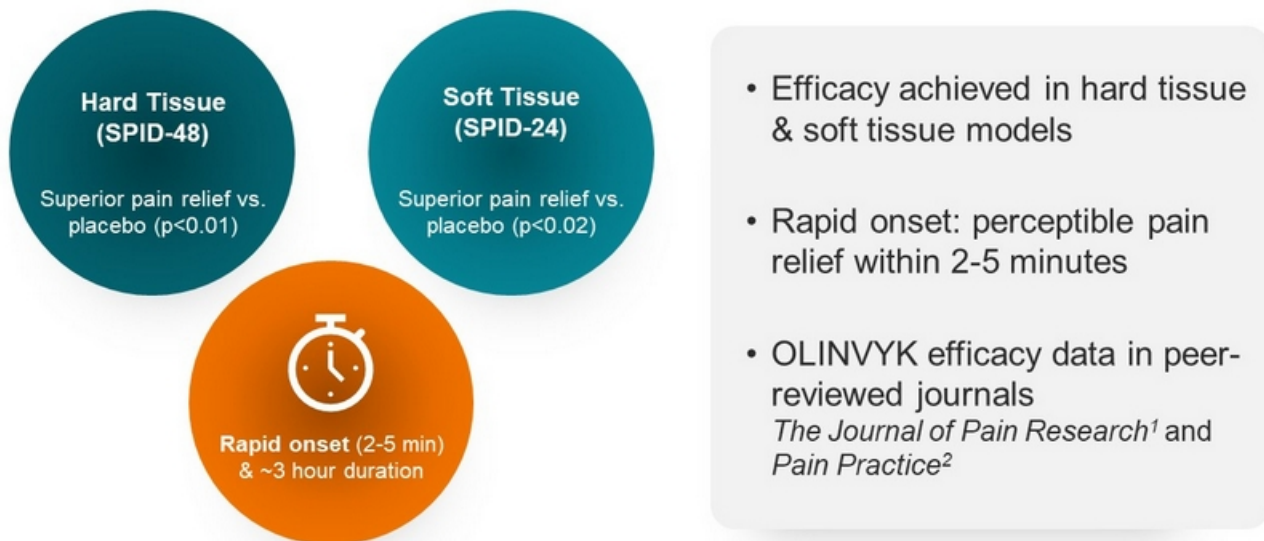 Hard Tissue
(SPID-48)
Superior pain relief vs.
placebo (p<0.01)
Soft Tissue
(SPID-24)
Superior pain relief vs.
placebo (p<0.02)
Rapid onset (2-5 min)
& ~3 hour duration
• Efficacy achieved in hard tissue
& soft tissue models
• Rapid onset: perceptible pain
relief within 2-5 minutes
• OLINVYK efficacy data in peer-
reviewed journals
The Journal of Pain Research¹ and
Pain Practice²